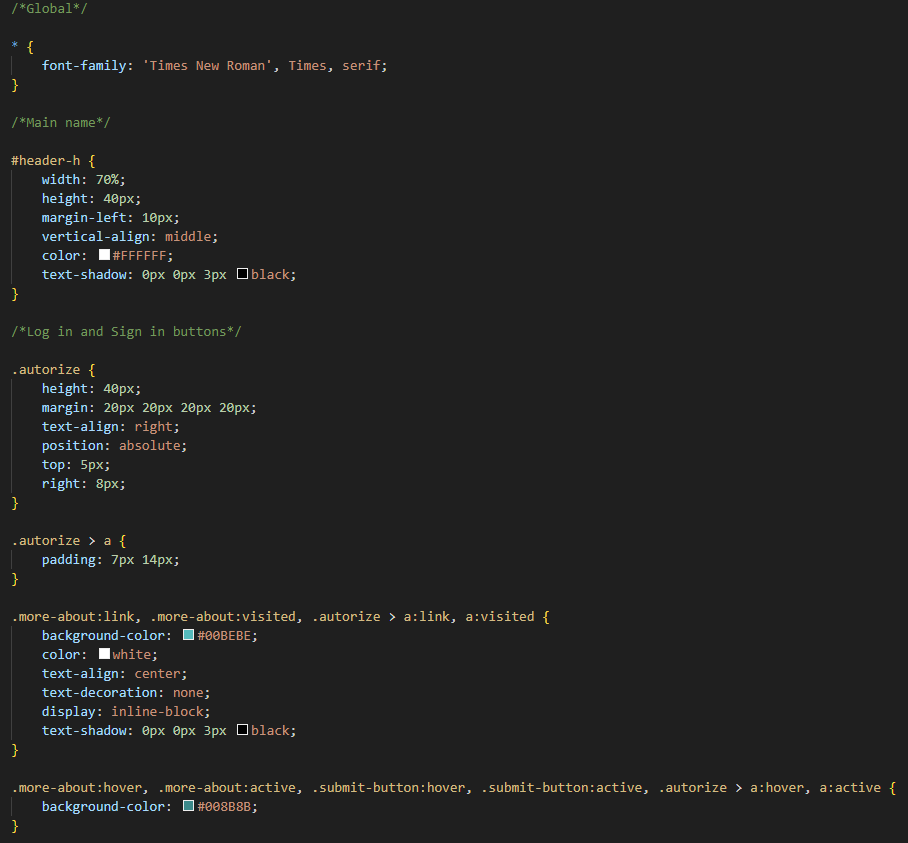 /*Global*/
* {
font-family: 'Times New Roman', Times, serif;
}
/*Main name*/
#header-h {
width: 70%;
height: 40px;
margin-left: 10px;
vertical-align: middle;
color: #FFFFFF;
text-shadow: 0px 0px 3px black;
}
/*Log in and Sign in buttons*/
.autorize {
height: 40px;
margin: 20px 20px 20px 20px;
text-align: right;
position: absolute;
top: 5px;
right: 8px;
}
.autorize > a {
padding: 7px 14px;
}
.more-about:link, .more-about:visited, .autorize > a:link, a:visited {
background-color: #00BEBE;
color: white;
text-align: center;
text-decoration: none;
display: inline-block;
text-shadow: 0px 0px 3px black;
}
.more-about:hover, .more-about:active, .submit-button:hover, .submit-button:active, .autorize > a:hover, a:active {
background-color: #008B8B;
}